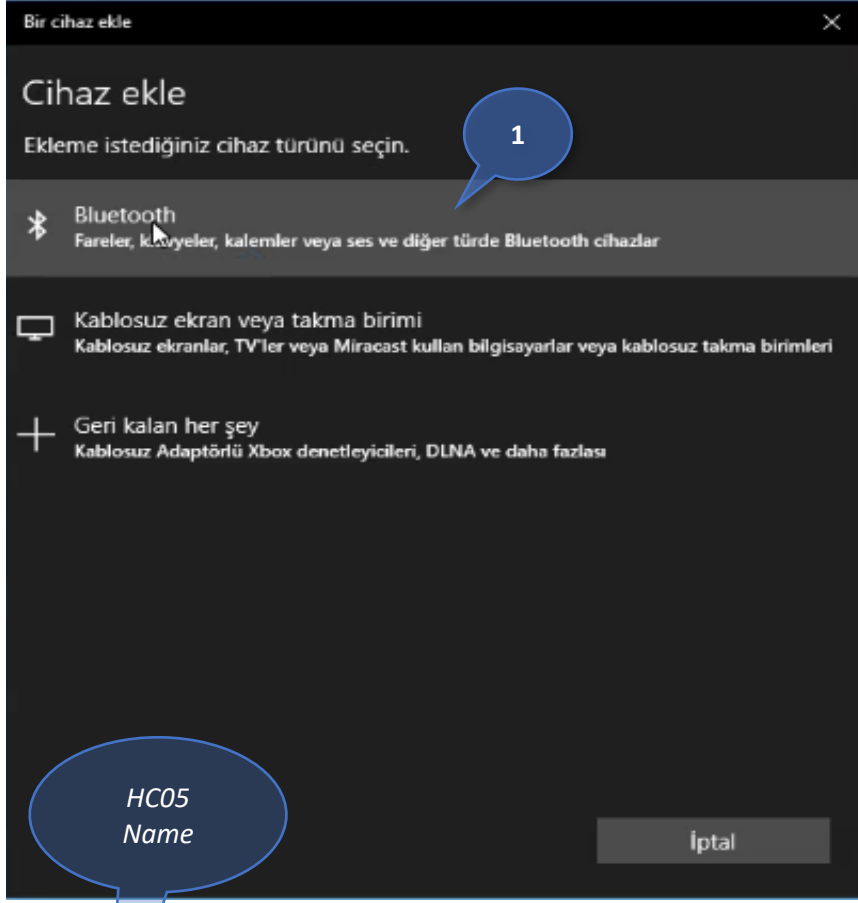 Bir cihaz ekle
Cihaz ekle
Ekleme istediğiniz cihaz türünü seçin.
1
Bluetooth
Fareler, klavyeler, kalemler veya ses ve diğer türde Bluetooth cihazlar
Kablosuz ekran veya takma birimi
Kablosuz ekranlar, TV'ler veya Miracast kullan bilgisayarlar veya kablosuz takma birimleri
Geri kalan her şey
Kablosuz Adaptörlü Xbox denetleyicileri, DLNA ve daha fazlası
HC05
Name
İptal